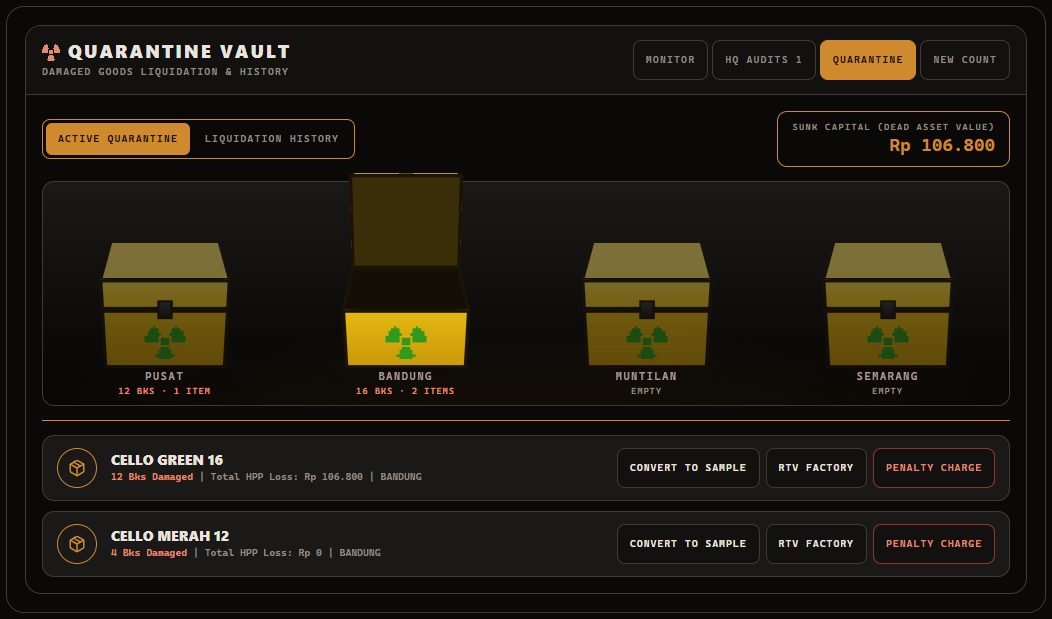 QUARANTINE VAULT
DAMAGED GOODS LIQUIDATION & HISTORY
MONITOR
HQ AUDITS 1
QUARANTINE
NEW COUNT
ACTIVE QUARANTINE
LIQUIDATION HISTORY
SUNK CAPITAL (DEAD ASSET VALUE)
Rp 106.800
PUSAT
12 BKS · 1 ITEM
BANDUNG
16 BKS · 2 ITEMS
MUNTILAN
EMPTY
SEMARANG
EMPTY
CELLO GREEN 16
12 Bks Damaged | Total HPP Loss: Rp 106.800 | BANDUNG
CONVERT TO SAMPLE
RTV FACTORY
PENALTY CHARGE
CELLO MERAH 12
4 Bks Damaged | Total HPP Loss: Rp 0 | BANDUNG
CONVERT TO SAMPLE
RTV FACTORY
PENALTY CHARGE